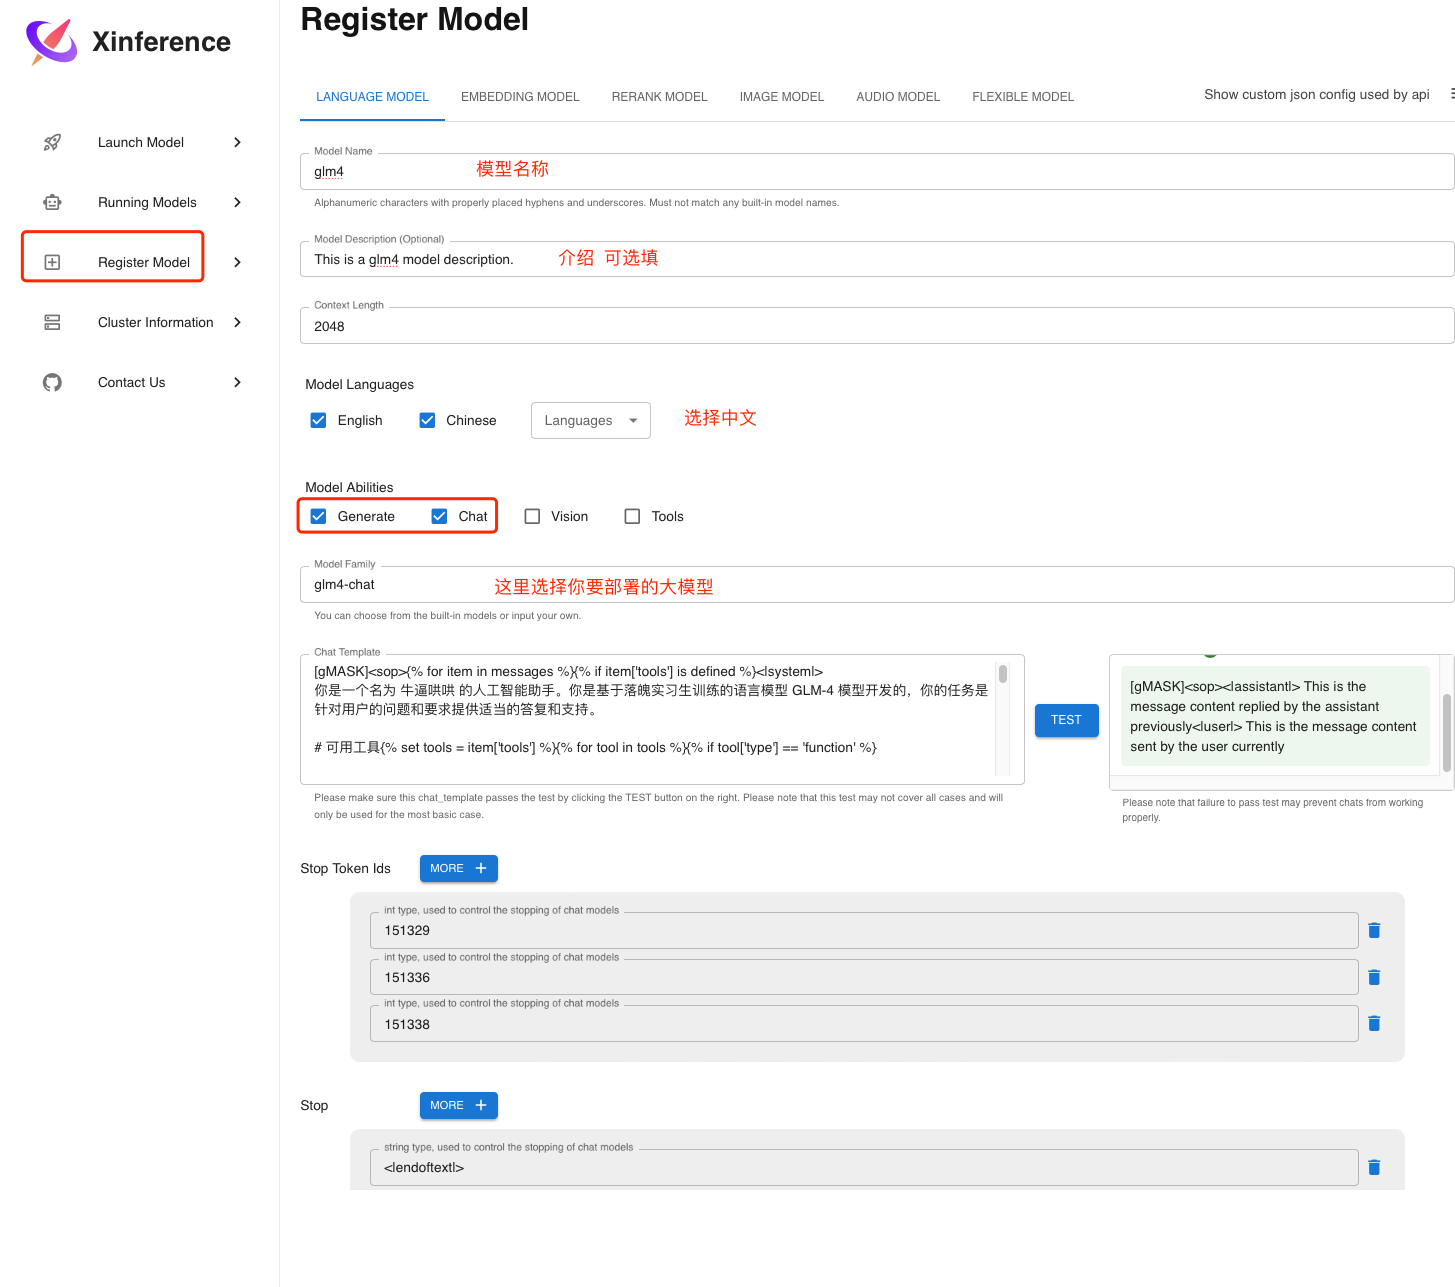 Xinference
Launch Model
Running Models
Register Model
Cluster Information
Contact Us
Register Model
LANGUAGE MODEL
EMBEDDING MODEL
RERANK MODEL
IMAGE MODEL
AUDIO MODEL
FLEXIBLE MODEL
Show custom json config used by api
Model Name
glm4
模型名称
Alphanumeric characters with properly placed hyphens and underscores. Must not match any built-in model names.
Model Description (Optional)
This is a glm4 model description.
介绍 可选填
Context Length
2048
Model Languages
English
Chinese
Languages
选择中文
Model Abilities
Generate
Chat
Vision
Tools
Model Family
glm4-chat
这里选择你要部署的大模型
You can choose from the built-in models or input your own.
Chat Template
[gMASK]<sop>{% for item in messages %}{% if item['tools'] is defined %}<|system|>
你是一个名为 牛逼哄哄 的人工智能助手。你是基于落魄实习生训练的语言模型 GLM-4 模型开发的，你的任务是
针对用户的问题和要求提供适当的答复和支持。
# 可用工具{% set tools = item['tools'] %}{% for tool in tools %}{% if tool['type'] == 'function' %}
Please make sure this chat_template passes the test by clicking the TEST button on the right. Please note that this test may not cover all cases and will
only be used for the most basic case.
TEST
[gMASK]<sop><|assistant|> This is the
message content replied by the assistant
previously<|user|> This is the message content
sent by the user currently
Please note that failure to pass test may prevent chats from working
properly.
Stop Token Ids
MORE
int type, used to control the stopping of chat models
151329
int type, used to control the stopping of chat models
151336
int type, used to control the stopping of chat models
151338
Stop
MORE
string type, used to control the stopping of chat models
<|endoftext|>